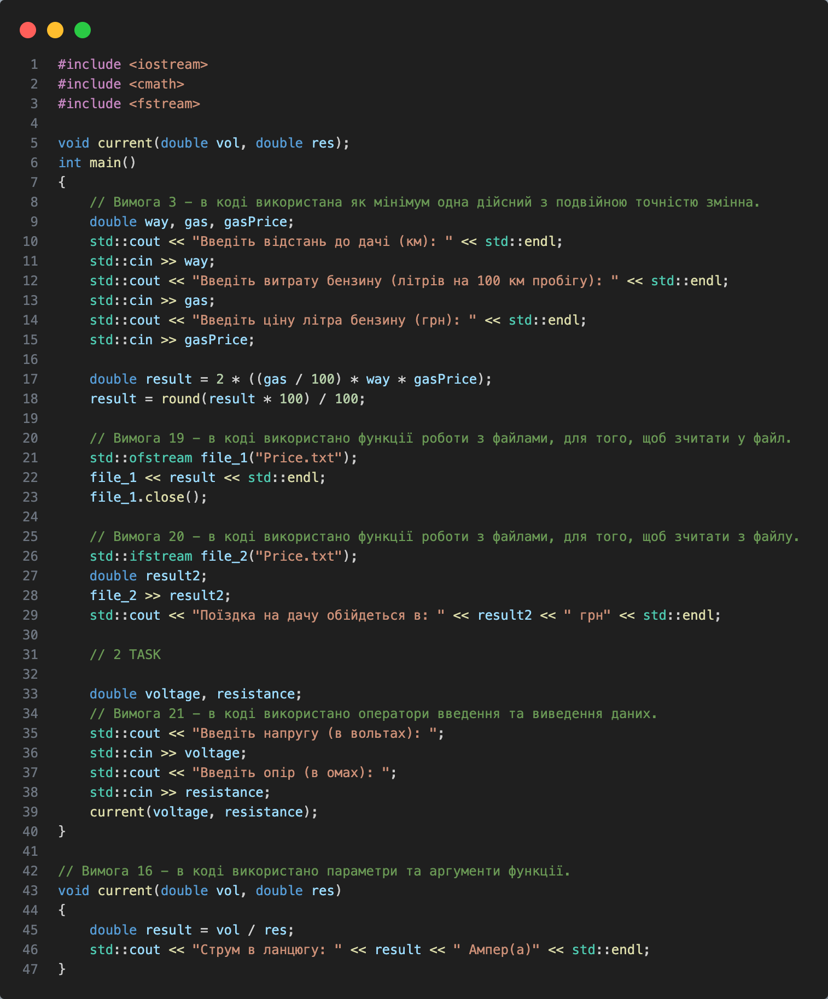 1 #include <iostream>
2 #include <cmath>
3 #include <fstream>
4
5 void current(double vol, double res);
6 int main()
7 {
8     // Вимога 3 – в коді використана як мінімум одна дійсний з подвійною точністю змінна.
9     double way, gas, gasPrice;
10     std::cout << "Введіть відстань до дачі (км): " << std::endl;
11     std::cin >> way;
12     std::cout << "Введіть витрату бензину (літрів на 100 км пробігу): " << std::endl;
13     std::cin >> gas;
14     std::cout << "Введіть ціну літра бензину (грн): " << std::endl;
15     std::cin >> gasPrice;
16
17     double result = 2 * ((gas / 100) * way * gasPrice);
18     result = round(result * 100) / 100;
19
20     // Вимога 19 – в коді використано функції роботи з файлами, для того, щоб зчитати у файл.
21     std::ofstream file_1("Price.txt");
22     file_1 << result << std::endl;
23     file_1.close();
24
25     // Вимога 20 – в коді використано функції роботи з файлами, для того, щоб зчитати з файлу.
26     std::ifstream file_2("Price.txt");
27     double result2;
28     file_2 >> result2;
29     std::cout << "Поїздка на дачу обійдеться в: " << result2 << " грн" << std::endl;
30
31     // 2 TASK
32
33     double voltage, resistance;
34     // Вимога 21 – в коді використано оператори введення та виведення даних.
35     std::cout << "Введіть напругу (в вольтах): ";
36     std::cin >> voltage;
37     std::cout << "Введіть опір (в омах): ";
38     std::cin >> resistance;
39     current(voltage, resistance);
40 }
41
42 // Вимога 16 – в коді використано параметри та аргументи функції.
43 void current(double vol, double res)
44 {
45     double result = vol / res;
46     std::cout << "Струм в ланцюгу: " << result << " Ампер(а)" << std::endl;
47 }